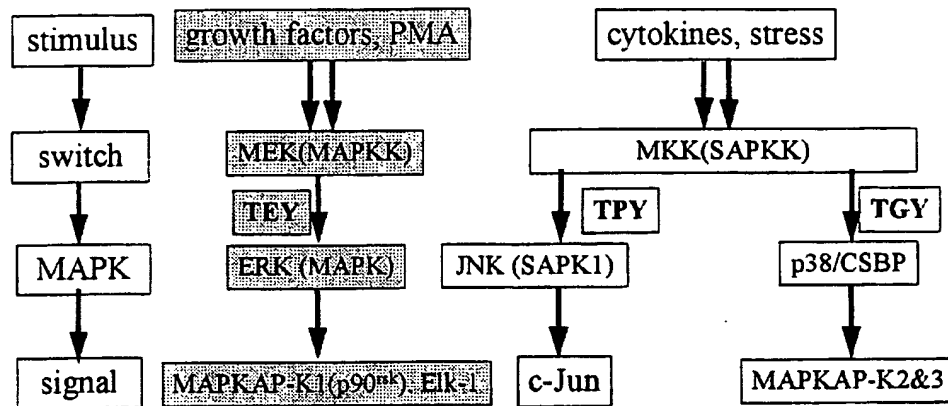 stimulus
growth factors, PMA
cytokines, stress
switch
MEK(MAPKK)
MKK(SAPKK)
TEY
TPY
TGY
MAPK
ERK (MAPK)
JNK (SAPK1)
p38/CSBP
signal
MAPKAP-K1(p90ʳˢᵏ). Elk-1
c-Jun
MAPKAP-K2&3